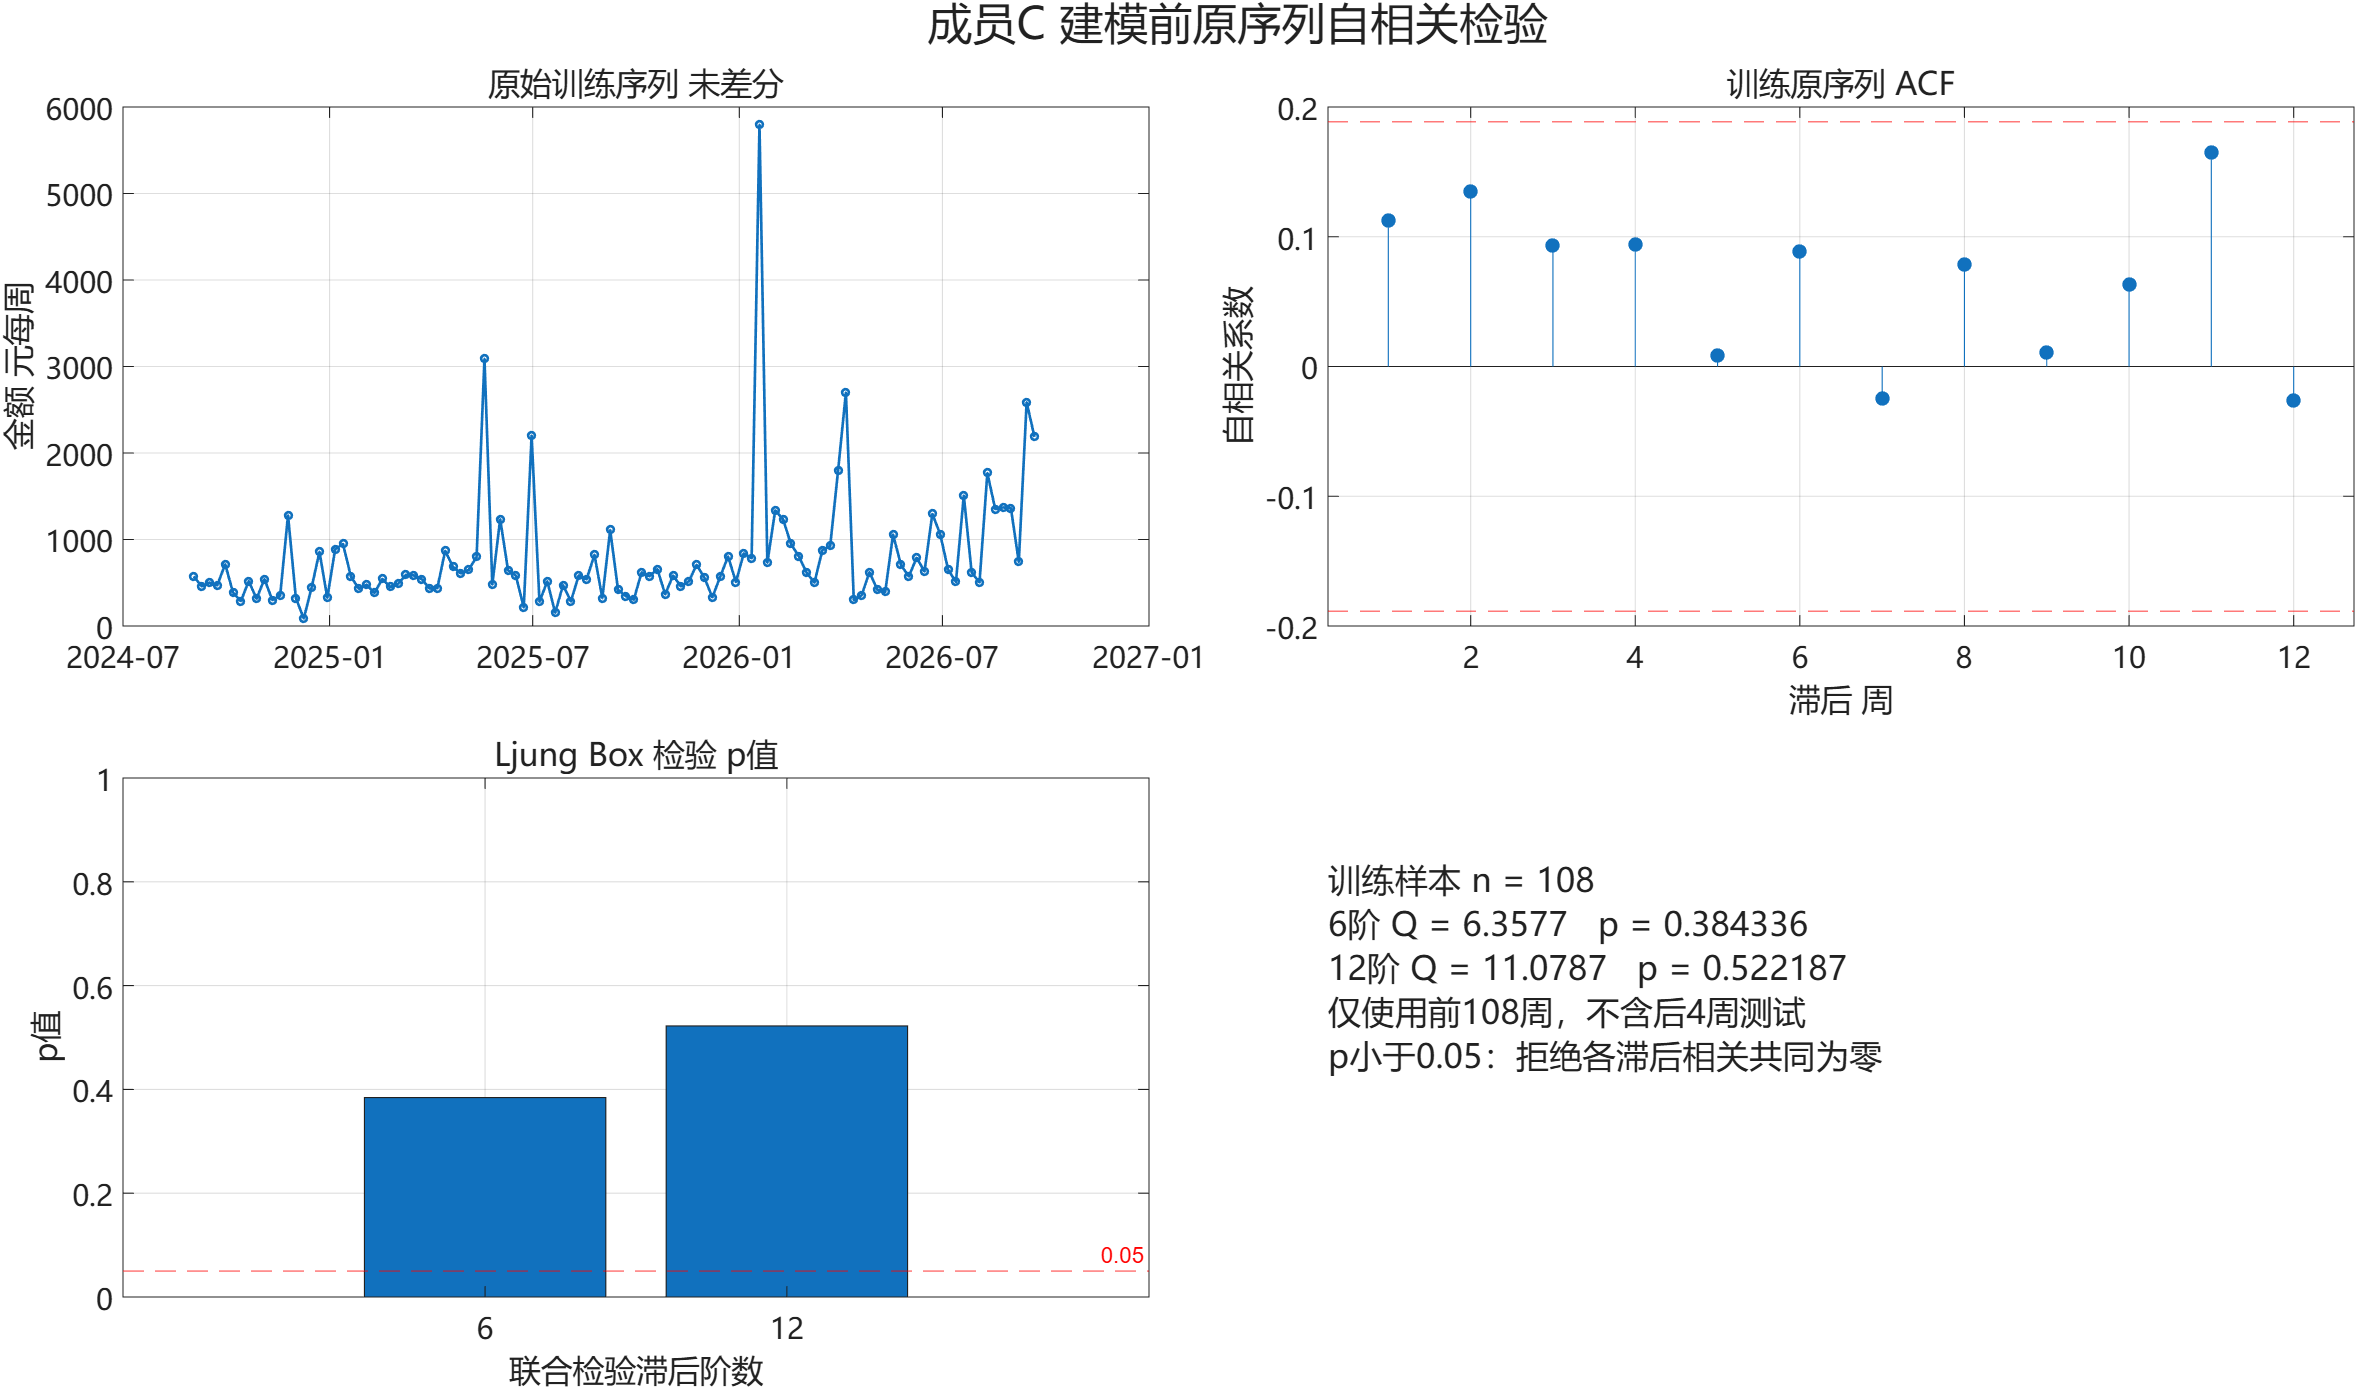 成员C 建模前原序列自相关检验
原始训练序列 未差分
金额 元每周
6000
5000
4000
3000
2000
1000
0
2024-07
2025-01
2025-07
2026-01
2026-07
2027-01
训练原序列 ACF
自相关系数
0.2
0.1
0
-0.1
-0.2
2
4
6
8
10
12
滞后 周
Ljung Box 检验 p值
p值
1
0.8
0.6
0.4
0.2
0
0.05
6
12
联合检验滞后阶数
训练样本 n = 108
6阶 Q = 6.3577 p = 0.384336
12阶 Q = 11.0787 p = 0.522187
仅使用前108周，不含后4周测试
p小于0.05：拒绝各滞后相关共同为零